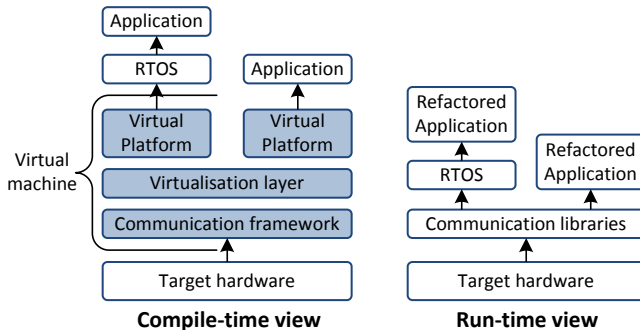 Application
RTOS
Application
Virtual
Platform
Virtual
Platform
Virtual
machine
Virtualisation layer
Communication framework
Target hardware
Compile-time view
Refactored
Application
RTOS
Refactored
Application
Communication libraries
Target hardware
Run-time view